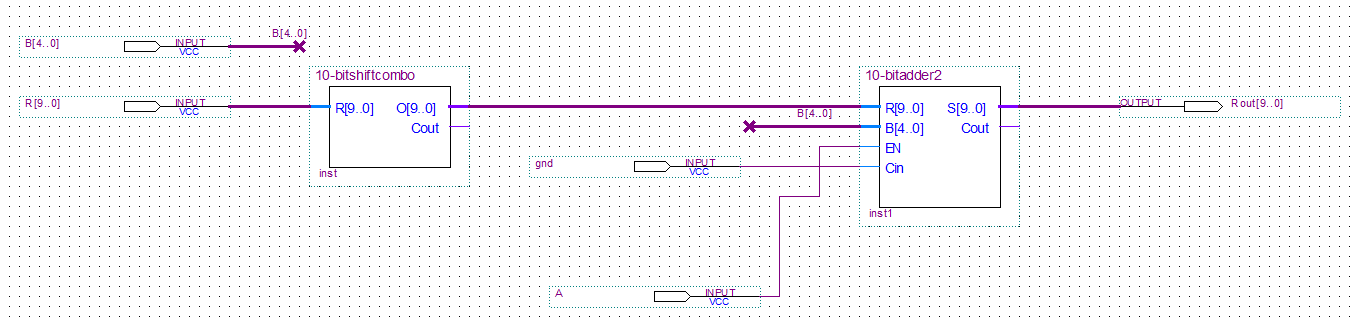 B[4..0]
INPUT
VCC
B[4..0]
10-bitshiftcombo
R[9..0]
INPUT
VCC
R[9..0]
O[9..0]
Cout
inst
10-bitadder2
B[4..0]
R[9..0]
S[9..0]
B[4..0]
Cout
EN
Cin
inst1
OUTPUT
Rout[9..0]
gnd
INPUT
VCC
A
INPUT
VCC